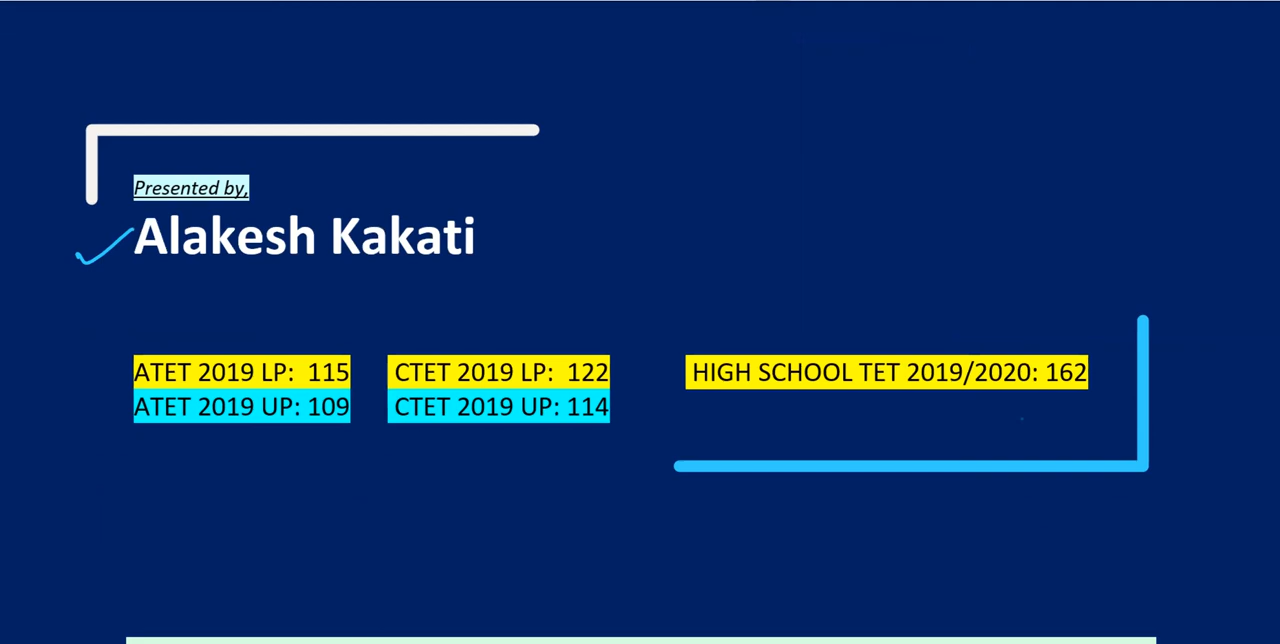 Presented by,
Alakesh Kakati
ATET 2019 LP: 115 CTET 2019 LP: 122 HIGH SCHOOL TET 2019/2020: 162
ATET 2019 UP: 109 CTET 2019 UP: 114